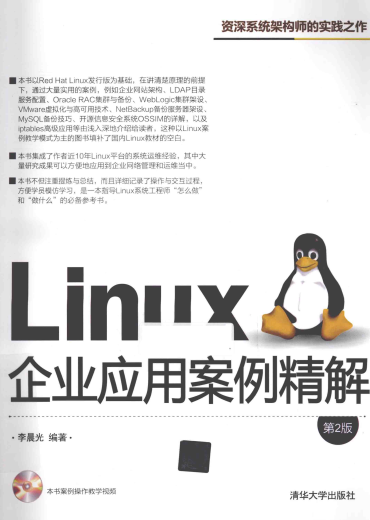 资深系统架构师的实践之作
本书以Red Hat Linux发行版为基础，在讲清楚原理的前提
下，通过大量实用的案例，例如企业网站架构、LDAP目录
服务配置、Oracle RAC集群与备份、WebLogic集群架设、
VMware虚拟化与高可用技术、NetBackup备份服务器架设、
MySQL备份技巧、开源信息安全系统OSSIM的详解，以及
iptables高级应用等由浅入深地介绍给读者，这种以Linux案
例教学模式为主的图书填补了国内Linux教材的空白。
本书集成了作者近10年Linux平台的系统运维经验，其中大
量研究成果可以方便地应用到企业网络管理和运维当中。
本书不但注重提炼与总结，而且详细记录了操作与交互过程，
方便学员模仿学习，是一本指导Linux系统工程师“怎么做”
和“做什么”的必备参考书。
Linux
企业应用案例精解
第2版
李晨光 编著
本书案例操作教学视频
清华大学出版社